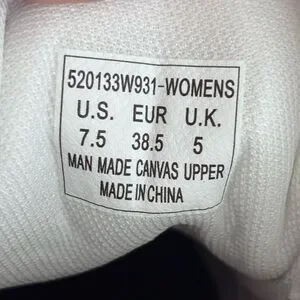 520133W931-WOMENS
U.S. EUR U.K.
7.5 38.5 5
MAN MADE CANVAS UPPER
MADE IN CHINA